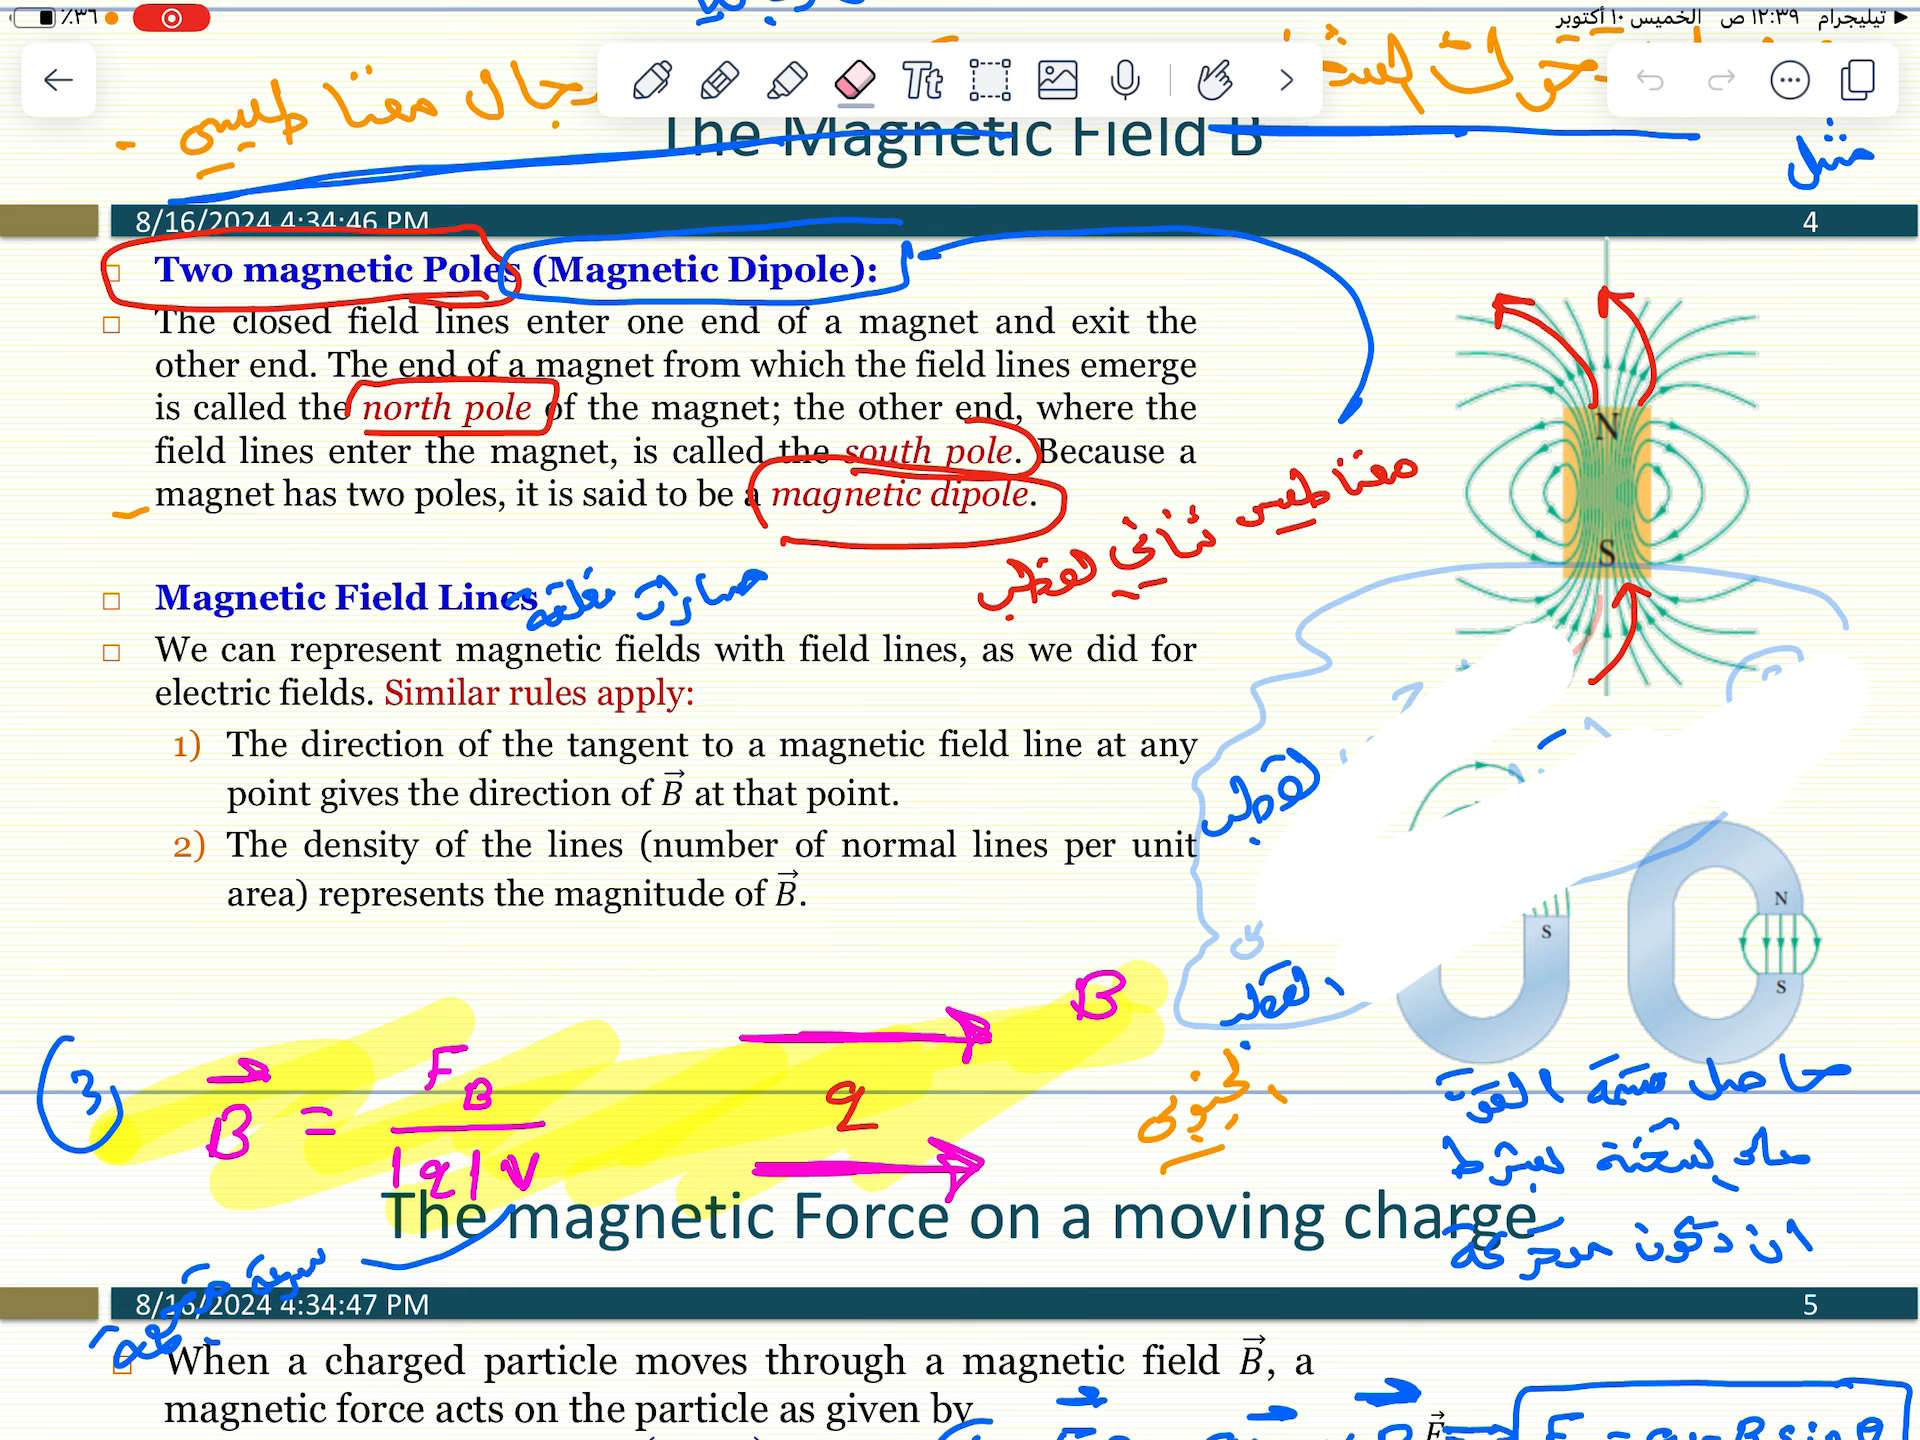 ٪٣٦
الخميس ١٠ أكتوبر ١٢:٣٩ ص تيليجرام
Tt
مجال مغناطيسي -
The Magnetic Field B
مثل
8/16/2024 4:34:46 PM 4
Two magnetic Poles (Magnetic Dipole):
The closed field lines enter one end of a magnet and exit the
other end. The end of a magnet from which the field lines emerge
is called the north pole of the magnet; the other end, where the
field lines enter the magnet, is called the south pole. Because a
magnet has two poles, it is said to be a magnetic dipole.
N
S
مغناطيس ثنائي القطب
Magnetic Field Lines
مسارات مغلقة
We can represent magnetic fields with field lines, as we did for
electric fields. Similar rules apply:
1) The direction of the tangent to a magnetic field line at any
point gives the direction of B⃗ at that point.
2) The density of the lines (number of normal lines per unit
area) represents the magnitude of B⃗.
القطب
S
N
S
القطب
الجنوبي
3
B⃗ = F_B / |q| v
B
q
حاصل قسمة القوة
على الشحنة بشرط
ان تكون متحركة
The magnetic Force on a moving charge
سرعة متجهة
8/16/2024 4:34:47 PM 5
When a charged particle moves through a magnetic field B⃗, a
magnetic force acts on the particle as given by